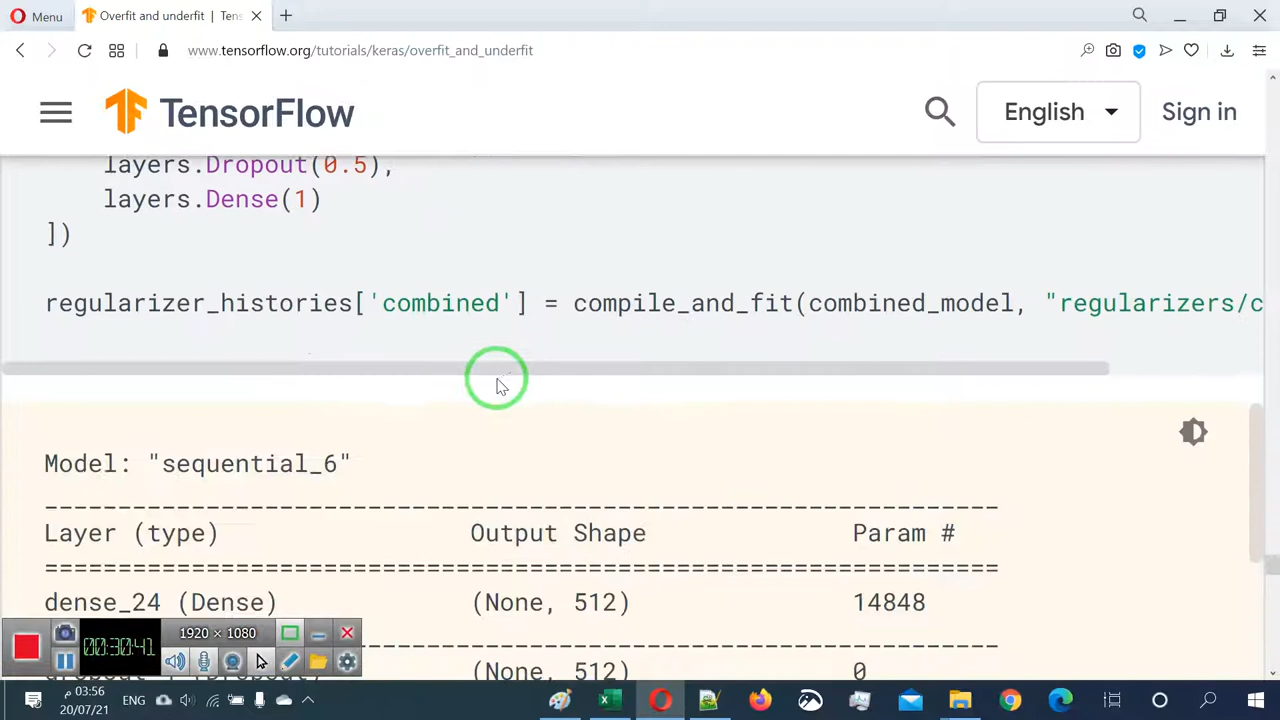 Menu
Overfit and underfit | Tens
www.tensorflow.org/tutorials/keras/overfit_and_underfit
TensorFlow
English
Sign in
layers.Dropout(0.5),
layers.Dense(1)
])
regularizer_histories['combined'] = compile_and_fit(combined_model, "regularizers/c
Model: "sequential_6"
_________________________________________________________________
Layer (type) Output Shape Param #
=================================================================
dense_24 (Dense) (None, 512) 14848
(None, 512) 0
00:30:41
1920 × 1080
ENG
03:56 م
20/07/21